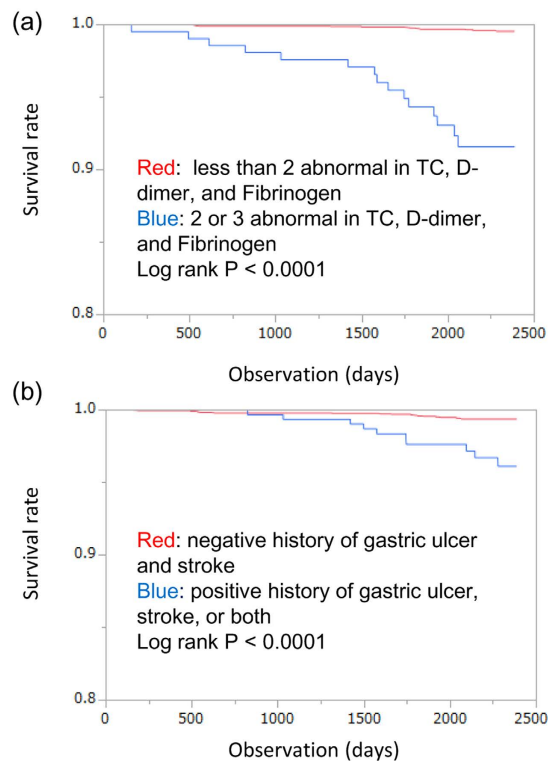 (a)
1.0
0.9
0.8
Survival rate
Red: less than 2 abnormal in TC, D-
dimer, and Fibrinogen
Blue: 2 or 3 abnormal in TC, D-dimer,
and Fibrinogen
Log rank P < 0.0001
0 500 1000 1500 2000 2500
Observation (days)
(b)
1.0
0.9
0.8
Survival rate
Red: negative history of gastric ulcer
and stroke
Blue: positive history of gastric ulcer,
stroke, or both
Log rank P < 0.0001
0 500 1000 1500 2000 2500
Observation (days)